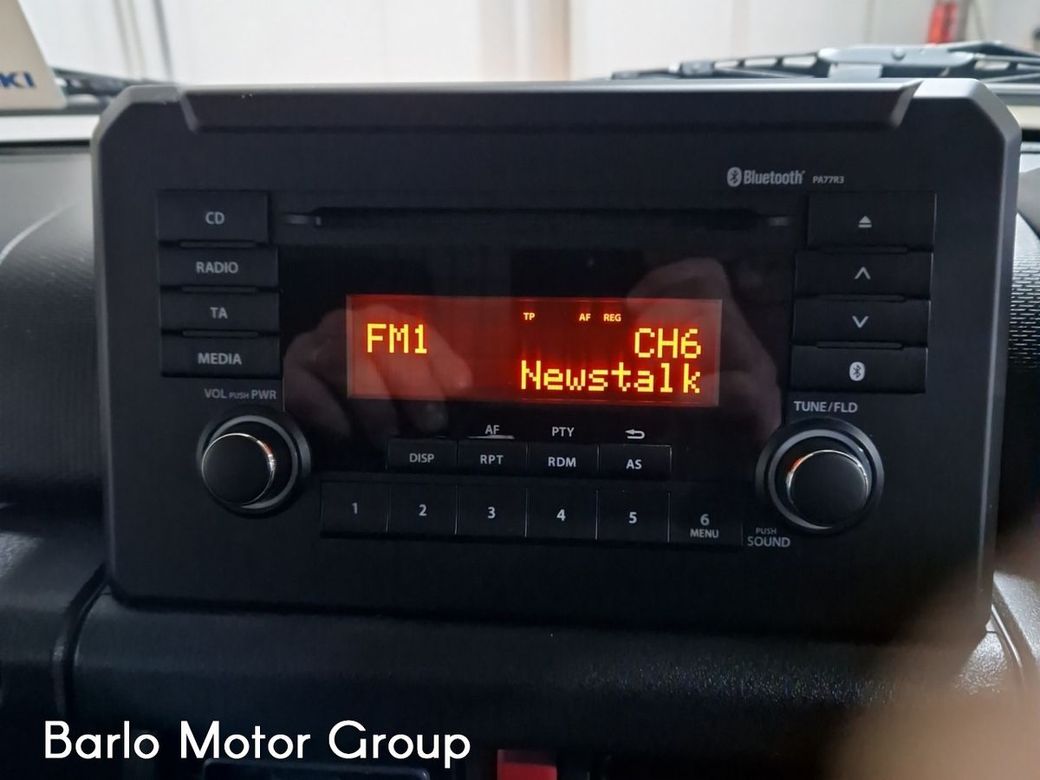 KI
Bluetooth PA77R3
CD
RADIO
TA
MEDIA
VOL PUSH PWR
TP AF REG
FM1 CH6
Newstalk
TUNE/FLD
AF PTY
DISP RPT RDM AS
1 2 3 4 5 6
MENU
PUSH
SOUND
Barlo Motor Group